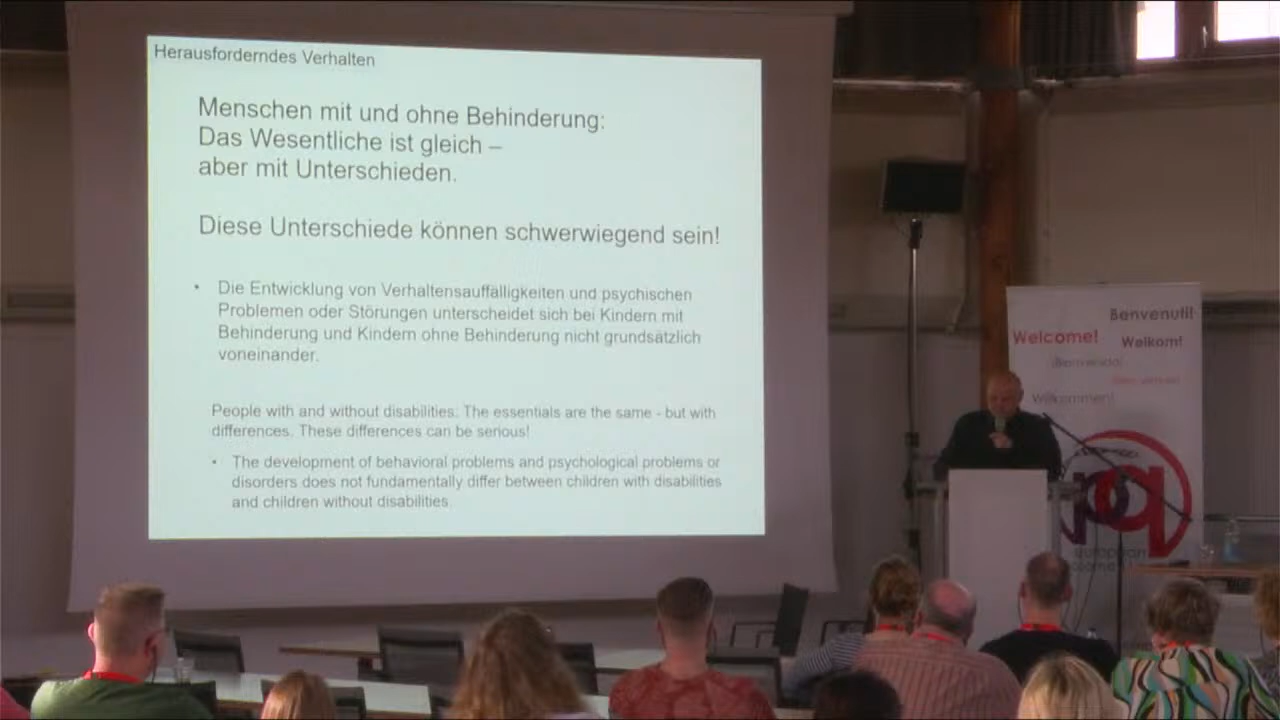 Herausforderndes Verhalten
Menschen mit und ohne Behinderung:
Das Wesentliche ist gleich –
aber mit Unterschieden.
Diese Unterschiede können schwerwiegend sein!
• Die Entwicklung von Verhaltensauffälligkeiten und psychischen
Problemen oder Störungen unterscheidet sich bei Kindern mit
Behinderung und Kindern ohne Behinderung nicht grundsätzlich
voneinander.
People with and without disabilities: The essentials are the same - but with
differences. These differences can be serious!
• The development of behavioral problems and psychological problems or
disorders does not fundamentally differ between children with disabilities
and children without disabilities.
Benvenuti!
Welcome!
Welkom!
Willkommen!
european